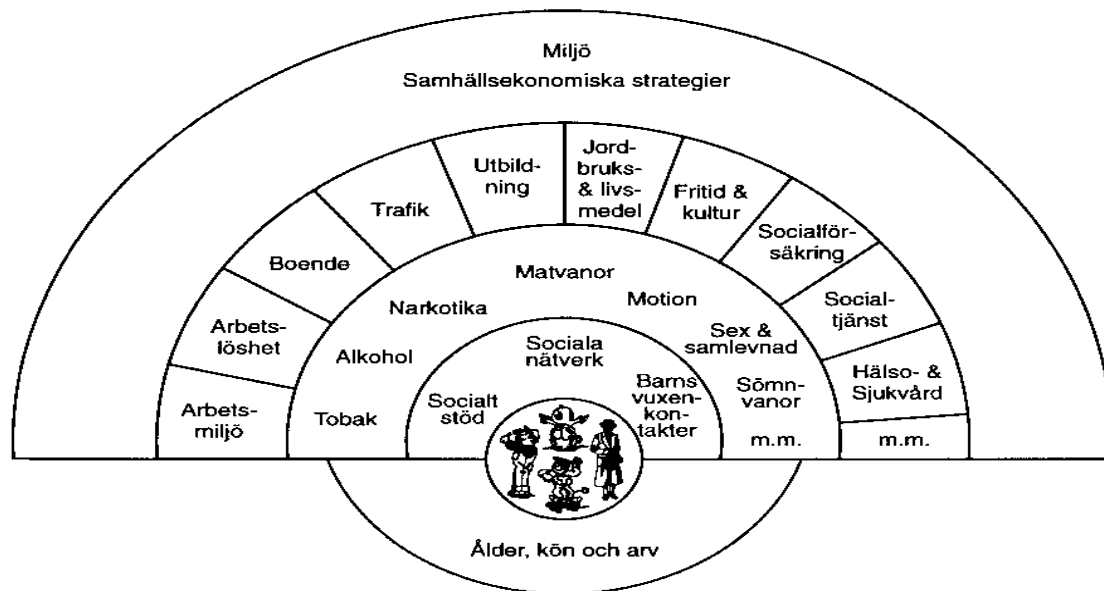 Miljö
Samhällsekonomiska strategier
Arbets-
miljö
Arbets-
löshet
Boende
Trafik
Utbild-
ning
Jord-
bruks-
& livs-
medel
Fritid &
kultur
Socialför-
säkring
Social-
tjänst
Hälso- &
Sjukvård
m.m.
Tobak
Alkohol
Narkotika
Matvanor
Motion
Sex &
samlevnad
Sömn-
vanor
m.m.
Socialt
stöd
Sociala
nätverk
Barns
vuxen-
kon-
takter
Ålder, kön och arv